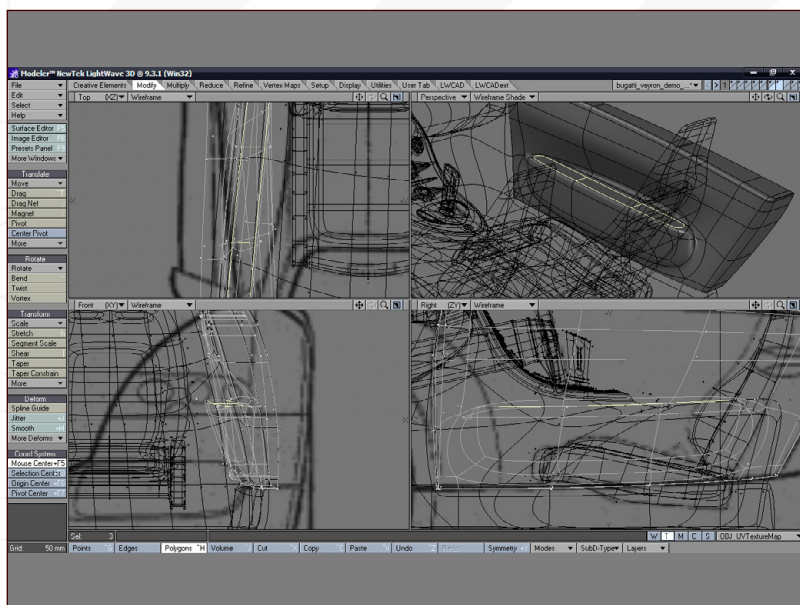 Modeler™ NewTek LightWave 3D ® 9.3.1 (Win32)
File
Creative Elements Modify Multiply Reduce Refine Vertex Maps Setup Display Utilities User Tab LWCAD LWCADext bugatti_veyron_demo_... 1
Edit
Select
Help
Surface Editor
Image Editor
Presets Panel
More Windows
Translate
Move
Drag
Drag Net
Magnet
Pivot
Center Pivot
More
Rotate
Rotate
Bend
Twist
Vortex
Transform
Scale
Stretch
Segment Scale
Shear
Taper
Taper Constrain
More
Deform
Spline Guide
Jitter
Smooth
More Deforms
Coord System
Mouse Center+F5
Selection Center
Origin Center
Pivot Center
Top (XZ) Wireframe
Perspective Wireframe Shade
Front (XY) Wireframe
Right (ZY) Wireframe
Sel: 3
W T M C S OBJ_UVTextureMap
Grid: 50 mm Points Edges Polygons ^H Volume Cut Copy Paste Undo Redo Symmetry Modes SubD-Type Layers